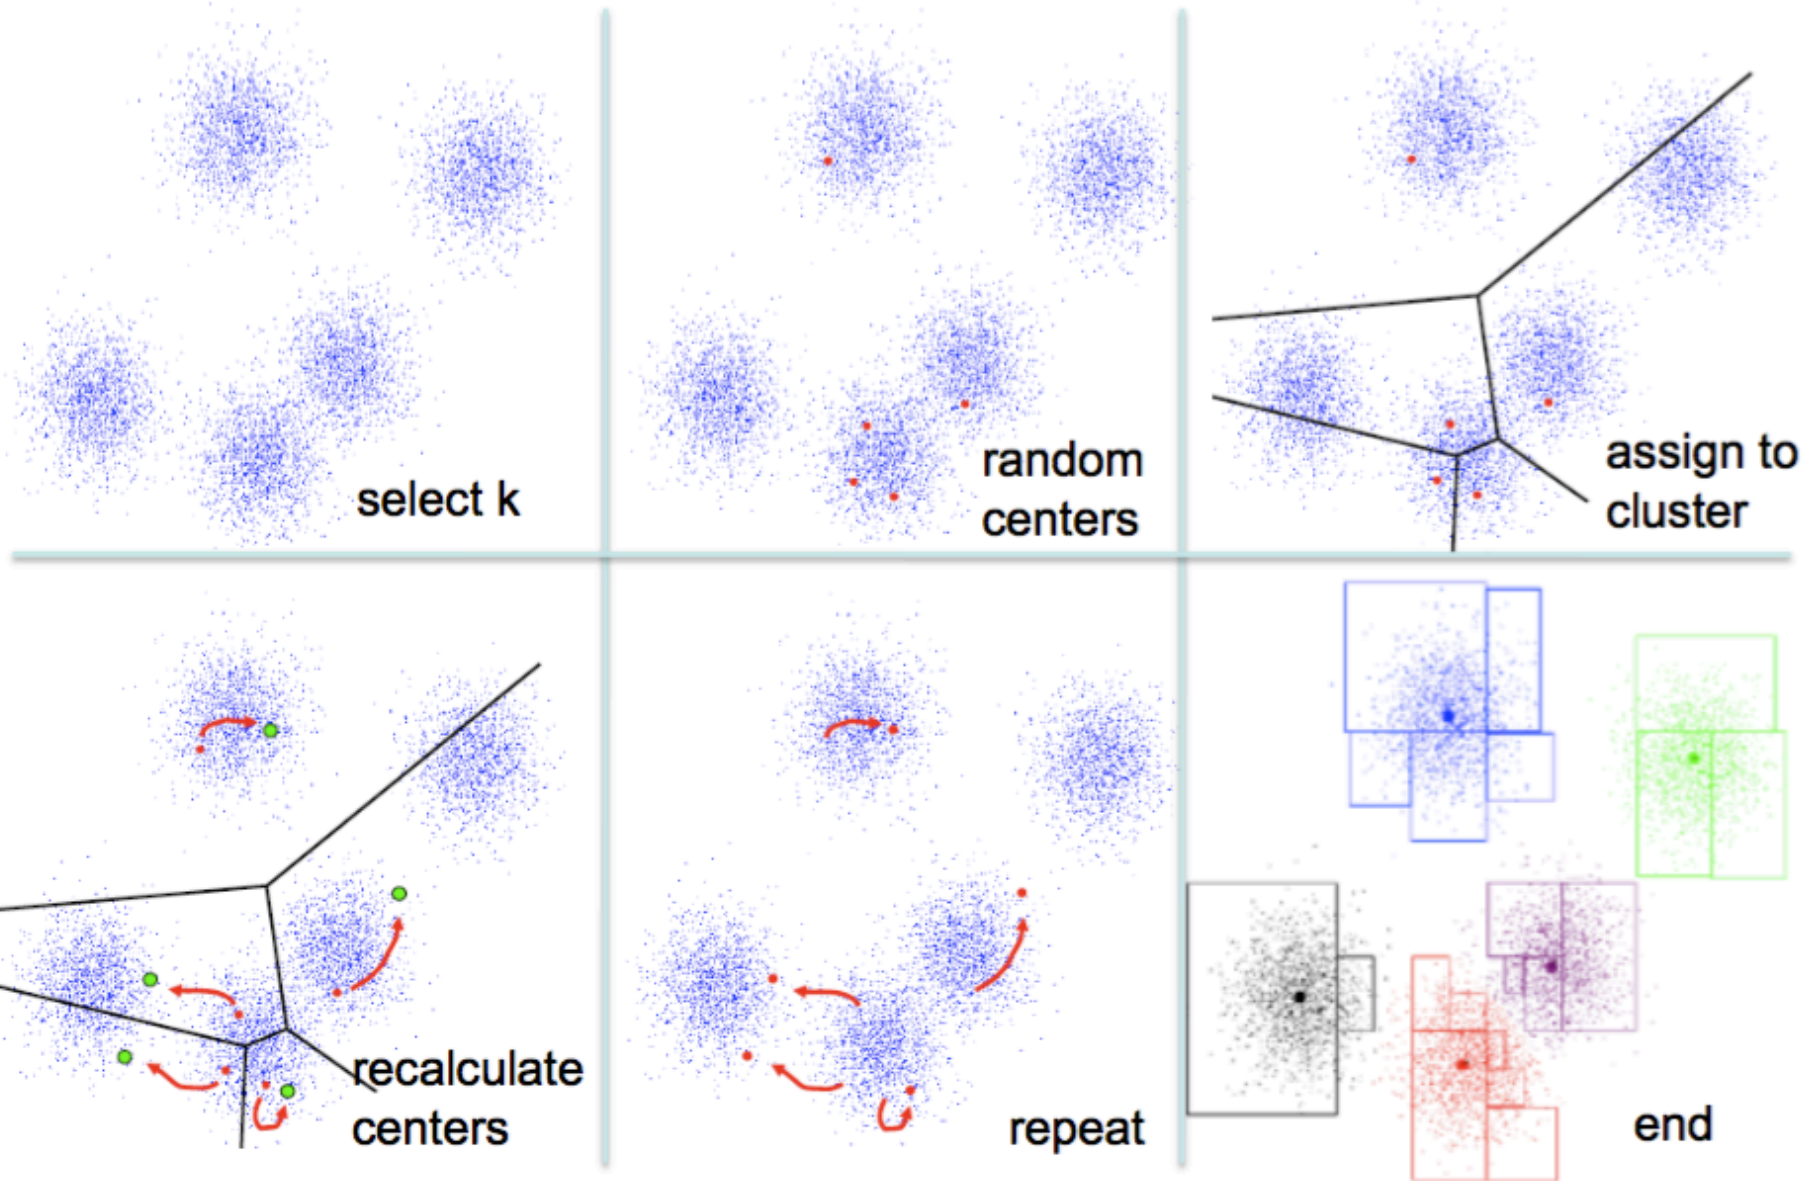 select k
random
centers
assign to
cluster
recalculate
centers
repeat
end